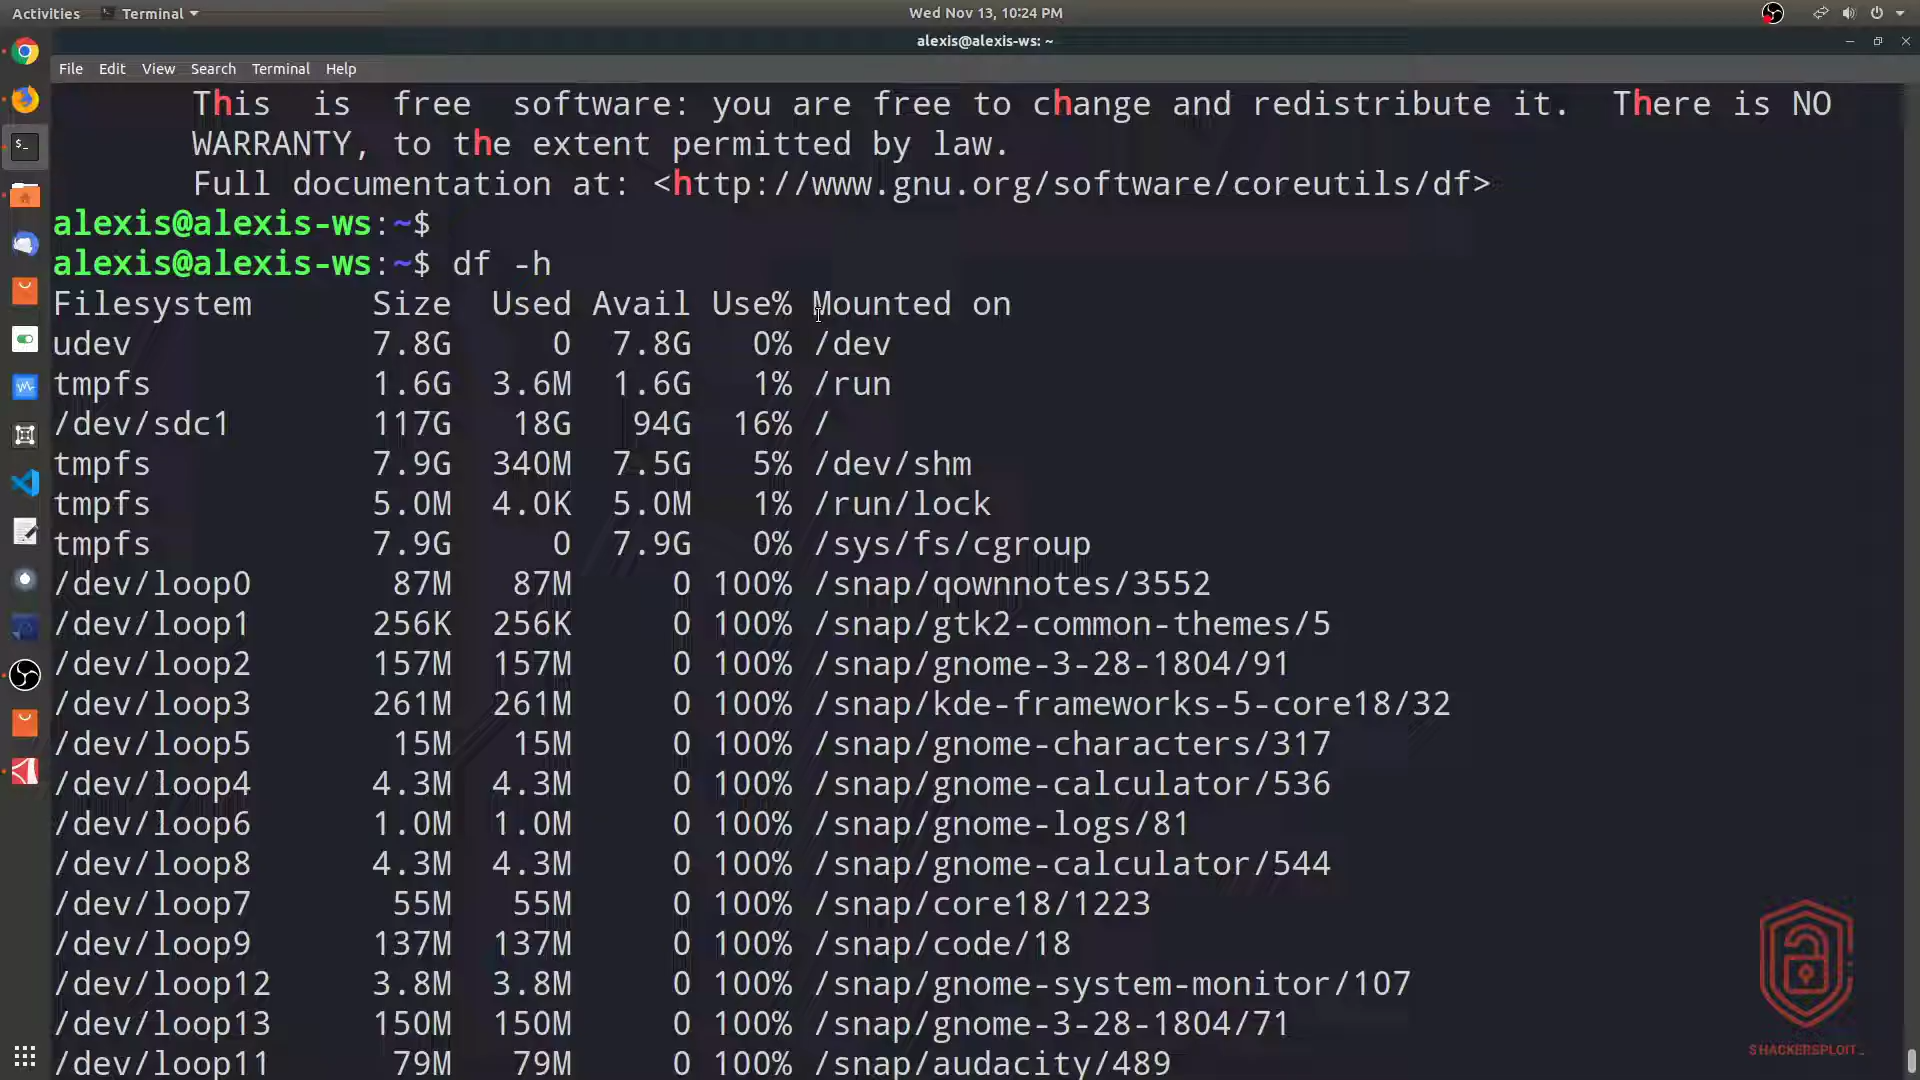 Activities Terminal Wed Nov 13, 10:24 PM
alexis@alexis-ws: ~
File Edit View Search Terminal Help
This is free software: you are free to change and redistribute it. There is NO
WARRANTY, to the extent permitted by law.
Full documentation at: <http://www.gnu.org/software/coreutils/df>
alexis@alexis-ws:~$
alexis@alexis-ws:~$ df -h
Filesystem Size Used Avail Use% Mounted on
udev 7.8G 0 7.8G 0% /dev
tmpfs 1.6G 3.6M 1.6G 1% /run
/dev/sdc1 117G 18G 94G 16% /
tmpfs 7.9G 340M 7.5G 5% /dev/shm
tmpfs 5.0M 4.0K 5.0M 1% /run/lock
tmpfs 7.9G 0 7.9G 0% /sys/fs/cgroup
/dev/loop0 87M 87M 0 100% /snap/qownnotes/3552
/dev/loop1 256K 256K 0 100% /snap/gtk2-common-themes/5
/dev/loop2 157M 157M 0 100% /snap/gnome-3-28-1804/91
/dev/loop3 261M 261M 0 100% /snap/kde-frameworks-5-core18/32
/dev/loop5 15M 15M 0 100% /snap/gnome-characters/317
/dev/loop4 4.3M 4.3M 0 100% /snap/gnome-calculator/536
/dev/loop6 1.0M 1.0M 0 100% /snap/gnome-logs/81
/dev/loop8 4.3M 4.3M 0 100% /snap/gnome-calculator/544
/dev/loop7 55M 55M 0 100% /snap/core18/1223
/dev/loop9 137M 137M 0 100% /snap/code/18
/dev/loop12 3.8M 3.8M 0 100% /snap/gnome-system-monitor/107
/dev/loop13 150M 150M 0 100% /snap/gnome-3-28-1804/71
/dev/loop11 79M 79M 0 100% /snap/audacity/489
$HACKERSPLOIT_